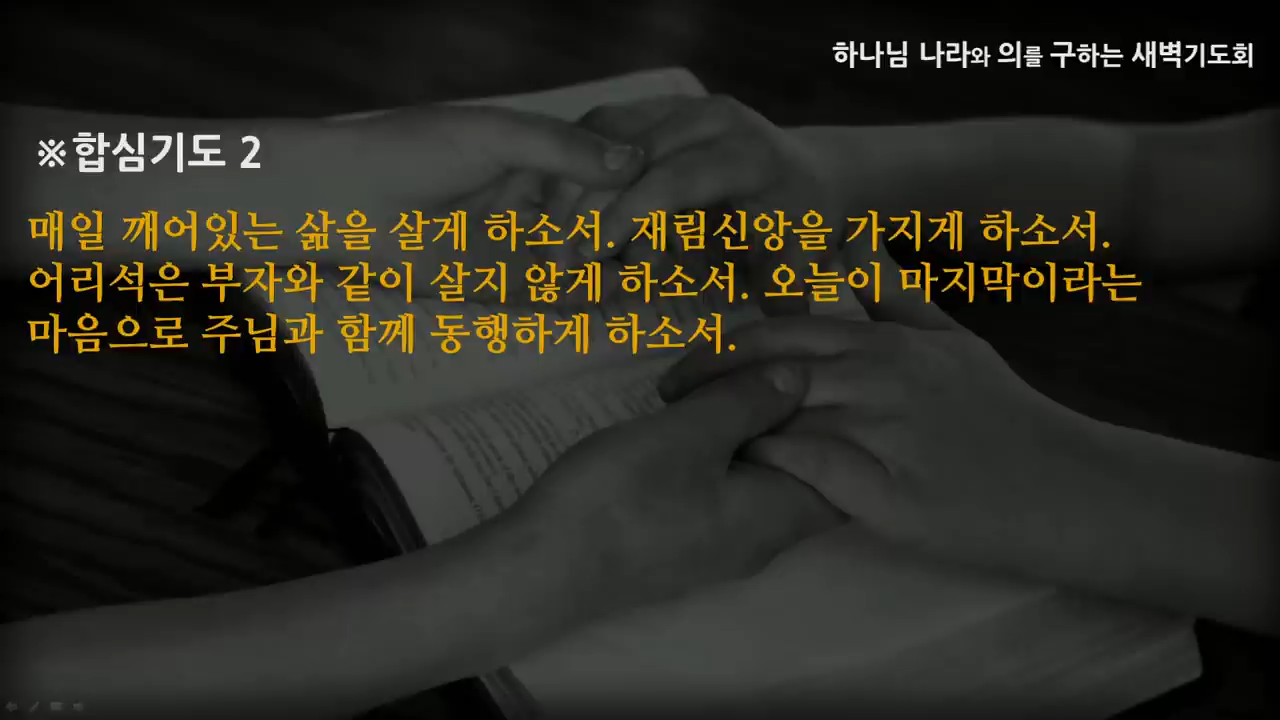 하나님 나라와 의를 구하는 새벽기도회
※합심기도 2
매일 깨어있는 삶을 살게 하소서. 재림신앙을 가지게 하소서.
어리석은 부자와 같이 살지 않게 하소서. 오늘이 마지막이라는
마음으로 주님과 함께 동행하게 하소서.